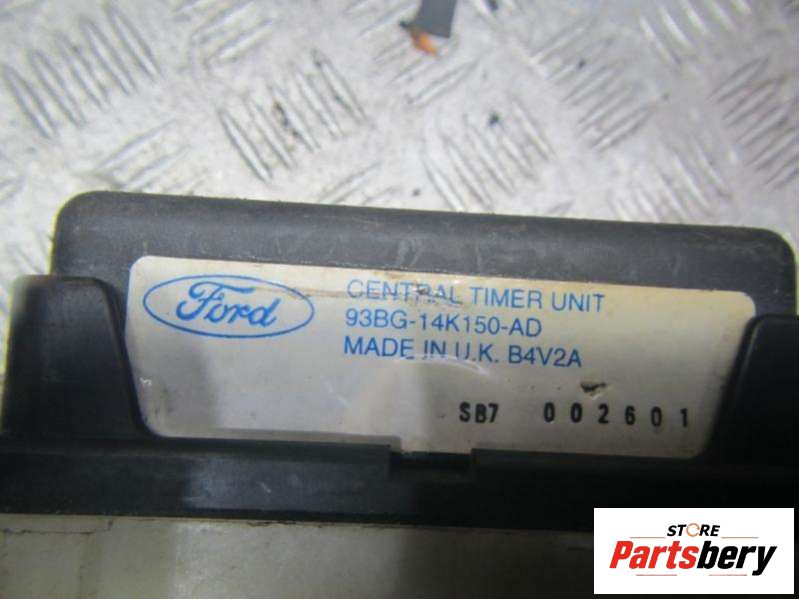 Ford
CENTRAL TIMER UNIT
93BG-14K150-AD
MADE IN U.K. B4V2A
SB7 002601
STORE
Partsbery